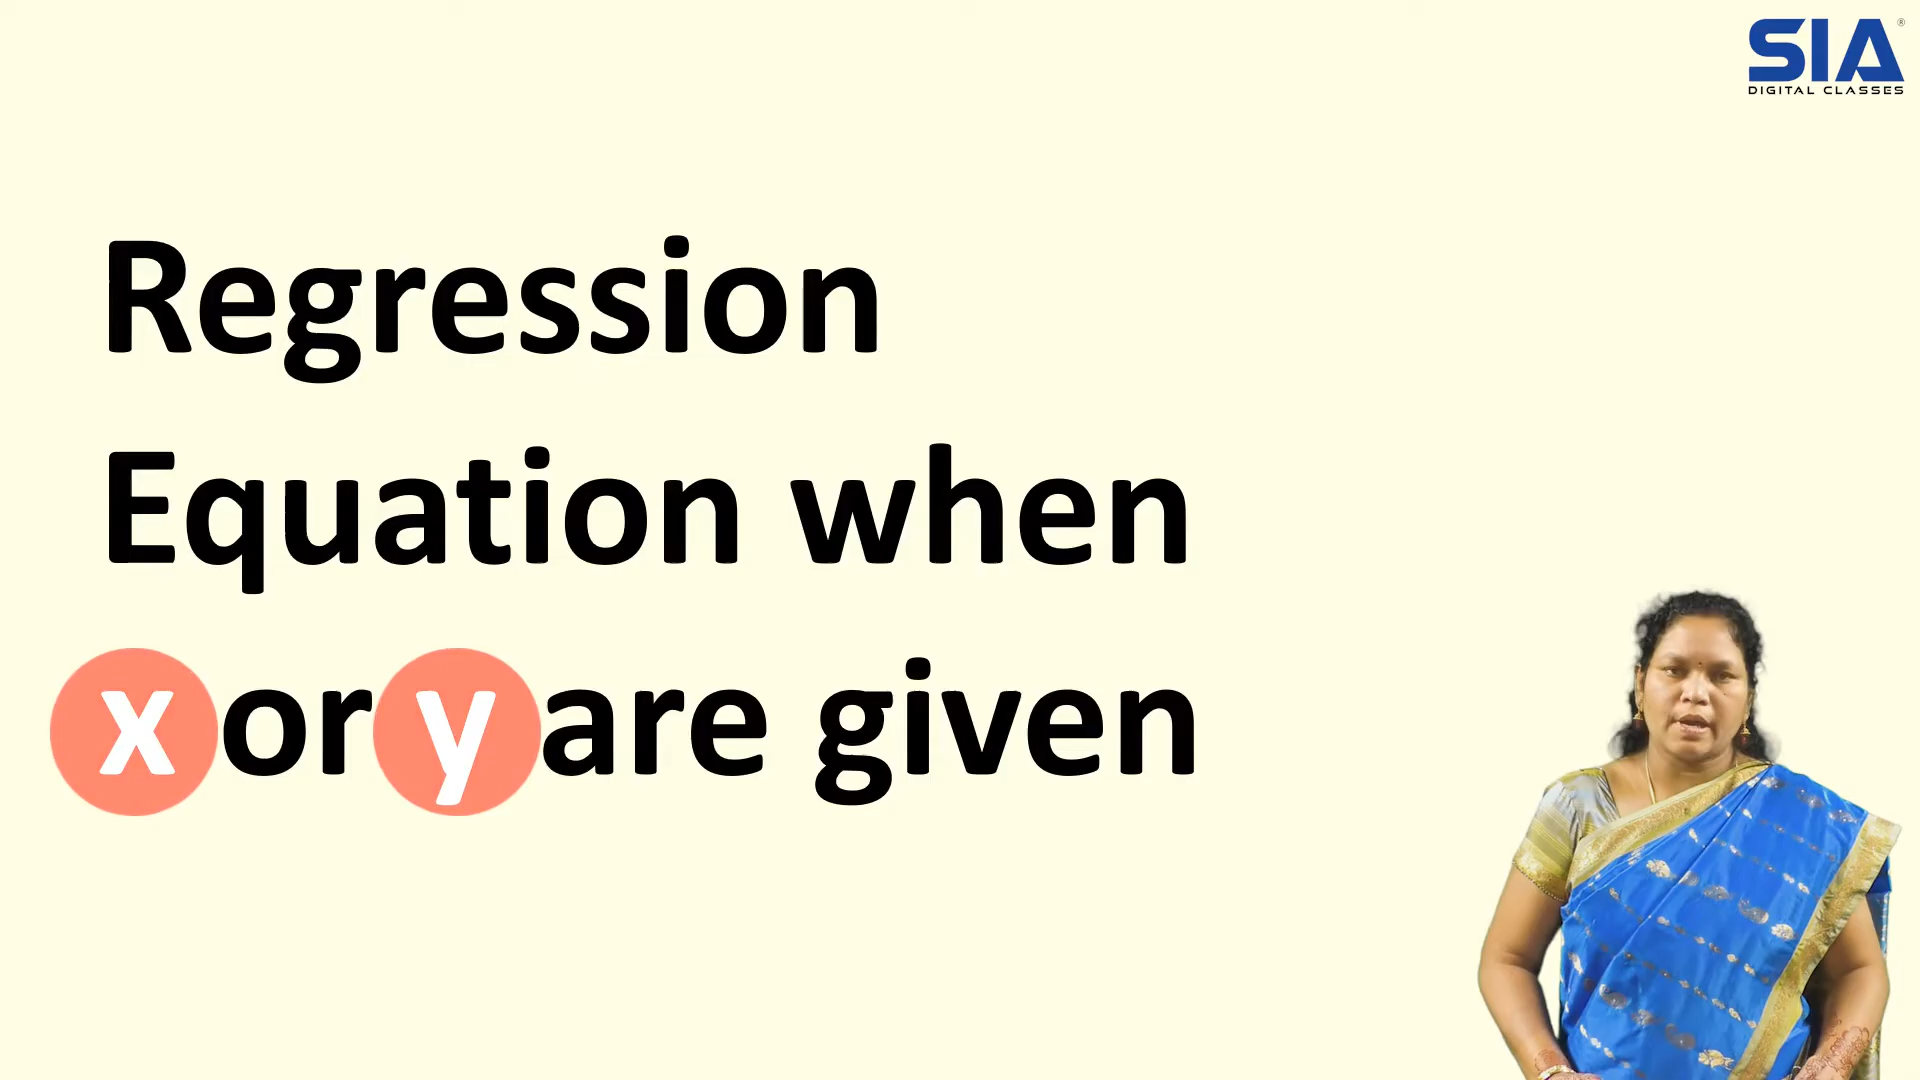 SIA®
DIGITAL CLASSES
Regression
Equation when
x or y are given